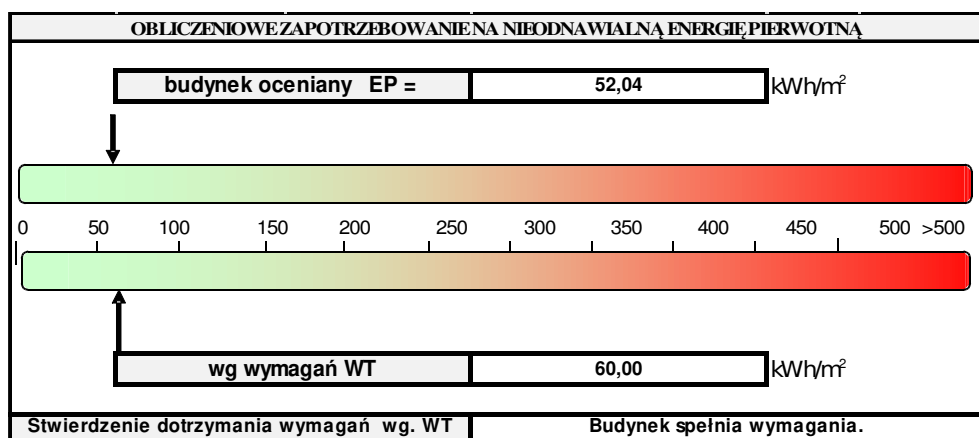 OBLICZENIOWE ZAPOTRZEBOWANIE NA NIEODNAWIALNĄ ENERGIĘ PIERWOTNĄ
budynek oceniany EP = 52,04 kWh/m²
0 50 100 150 200 250 300 350 400 450 500 >500
wg wymagań WT 60,00 kWh/m²
Stwierdzenie dotrzymania wymagań wg. WT Budynek spełnia wymagania.